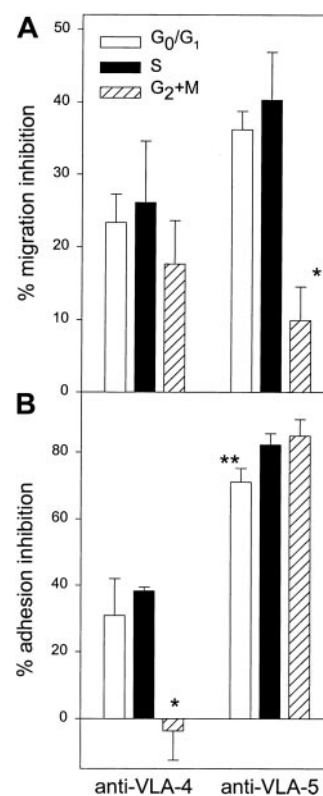 A
50
40
30
20
10
0
% migration inhibition
G0/G1
S
G2+M
*
B
80
60
40
20
0
% adhesion inhibition
**
*
anti-VLA-4 anti-VLA-5